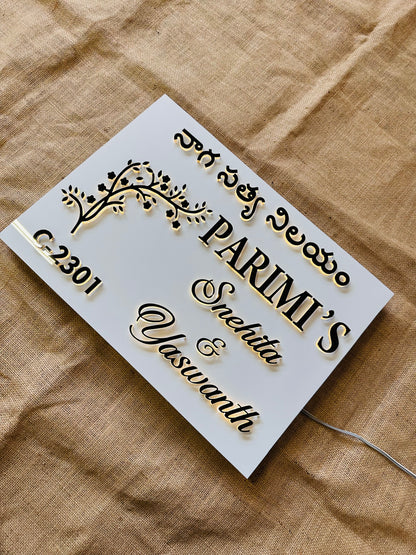 నాగ సత్య నిలయం
PARIMI'S
Snehita
&
Yaswanth
C-2301